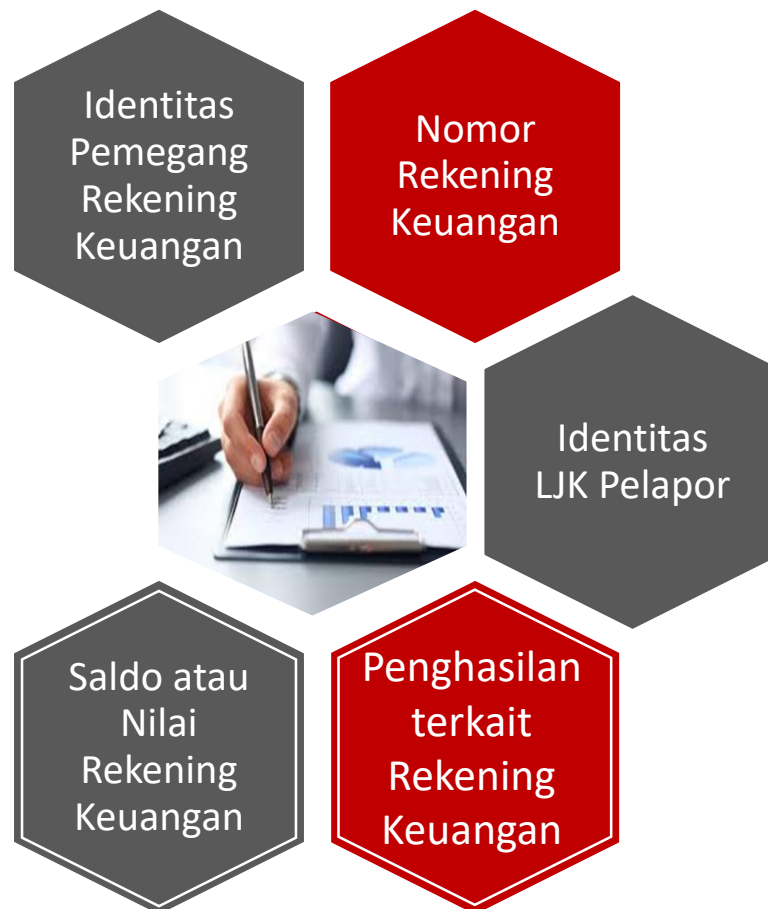 Identitas
Pemegang
Rekening
Keuangan
Nomor
Rekening
Keuangan
Identitas
LJK Pelapor
Saldo atau
Nilai
Rekening
Keuangan
Penghasilan
terkait
Rekening
Keuangan